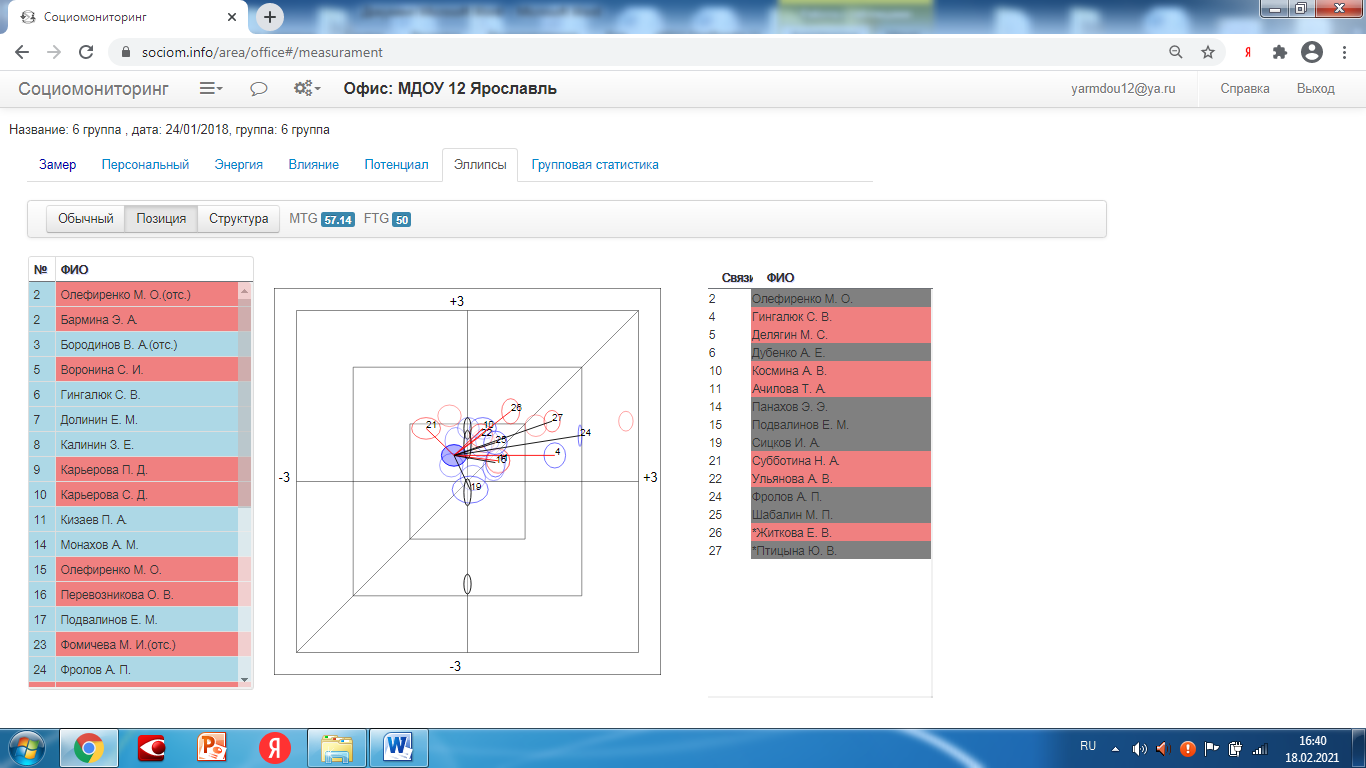 Социомониторинг
sociom.info/area/office#/measurament
Я
Социомониторинг
Офис: МДОУ 12 Ярославль
yarmdou12@ya.ru
Справка
Выход
Название: 6 группа , дата: 24/01/2018, группа: 6 группа
Замер Персональный Энергия Влияние Потенциал Эллипсы Групповая статистика
Обычный Позиция Структура MTG 57.14 FTG 50
№ ФИО
2 Олефиренко М. О.(отс.)
2 Бармина Э. А.
3 Бородинов В. А.(отс.)
5 Воронина С. И.
6 Гингалюк С. В.
7 Долинин Е. М.
8 Калинин З. Е.
9 Карьерова П. Д.
10 Карьерова С. Д.
11 Кизаев П. А.
14 Монахов А. М.
15 Олефиренко М. О.
16 Перевозникова О. В.
17 Подвалинов Е. М.
23 Фомичева М. И.(отс.)
24 Фролов А. П.
+3
26
27
21
10
22
24
25
4
-3
+3
19
-3
Связи ФИО
2 Олефиренко М. О.
4 Гингалюк С. В.
5 Делягин М. С.
6 Дубенко А. Е.
10 Космина А. В.
11 Ачилова Т. А.
14 Панахов Э. Э.
15 Подвалинов Е. М.
19 Сицков И. А.
21 Субботина Н. А.
22 Ульянова А. В.
24 Фролов А. П.
25 Шабалин М. П.
26 *Житкова Е. В.
27 *Птицына Ю. В.
Я
RU
16:40
18.02.2021